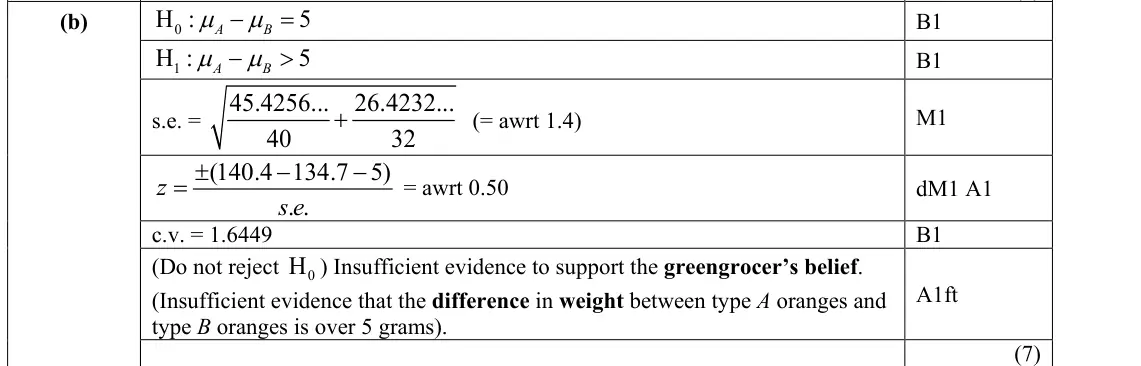 (b) H₀ : μ_A − μ_B = 5 B1
H₁ : μ_A − μ_B > 5 B1
s.e. = √(45.4256.../40 + 26.4232.../32) (= awrt 1.4) M1
z = ±(140.4 − 134.7 − 5)/s.e. = awrt 0.50 dM1 A1
c.v. = 1.6449 B1
(Do not reject H₀ ) Insufficient evidence to support the greengrocer’s belief.
(Insufficient evidence that the difference in weight between type A oranges and A1ft
type B oranges is over 5 grams).
(7)